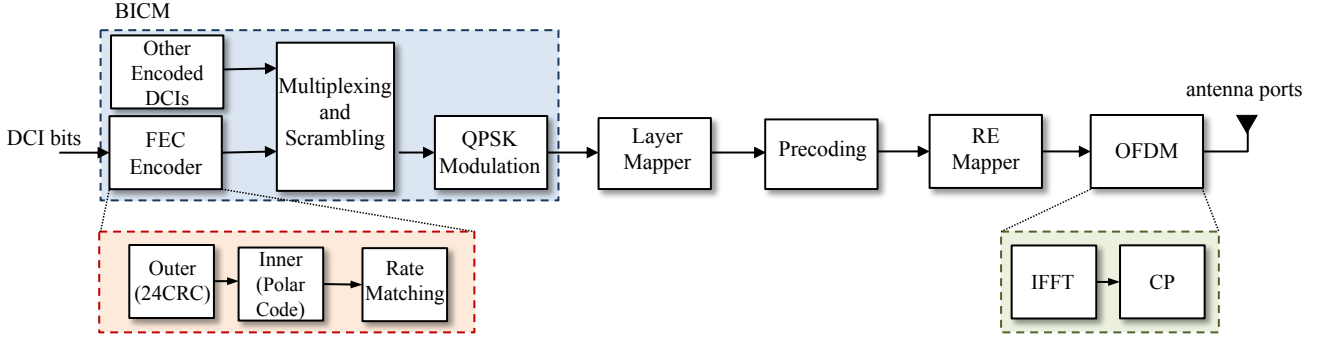 BICM
Other
Encoded
DCIs
Multiplexing
and
Scrambling
antenna ports
DCI bits
FEC
Encoder
QPSK
Modulation
Layer
Mapper
Precoding
RE
Mapper
OFDM
Outer
(24CRC)
Inner
(Polar
Code)
Rate
Matching
IFFT
CP